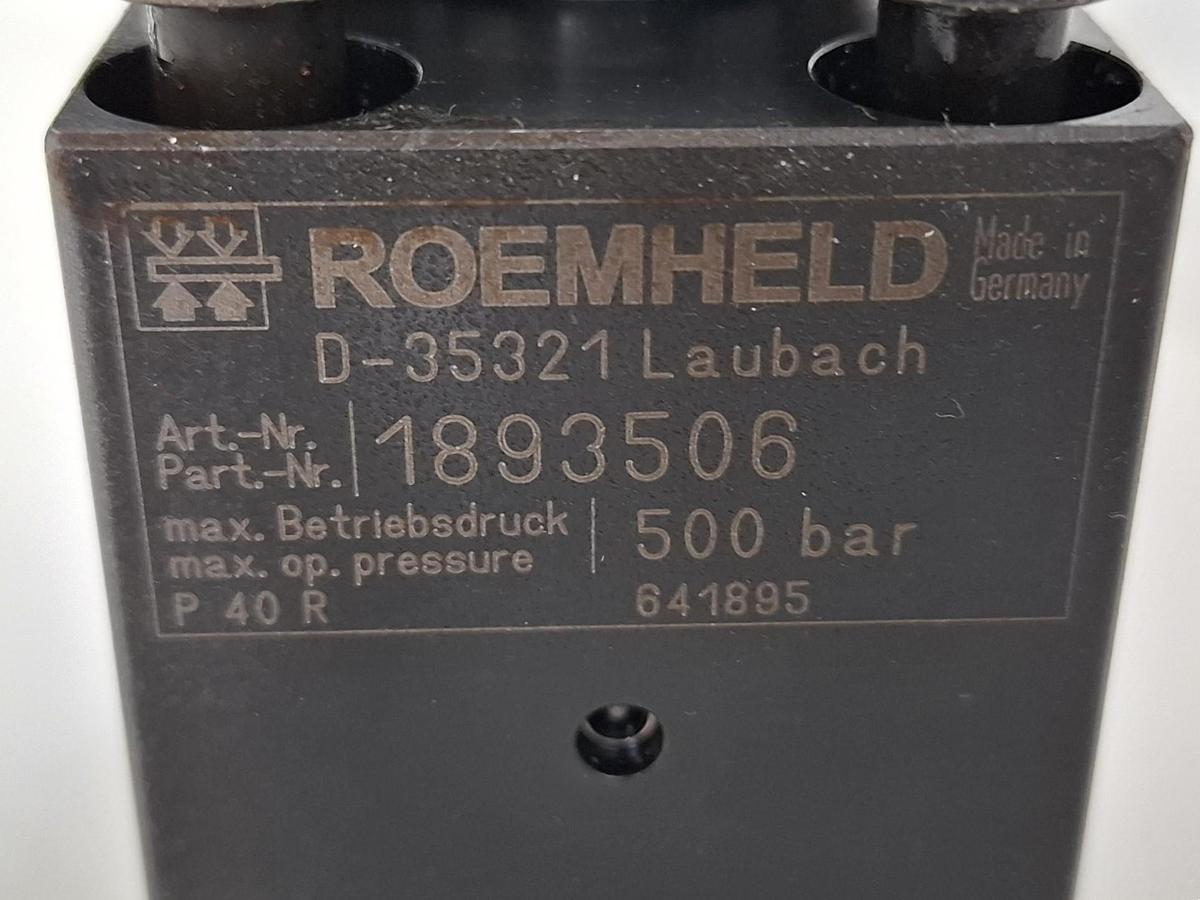 ROEMHELD
Made in
Germany
D-35321 Laubach
Art.-Nr.
Part.-Nr.
1893506
max. Betriebsdruck
max. op. pressure
500 bar
P 40 R
641895